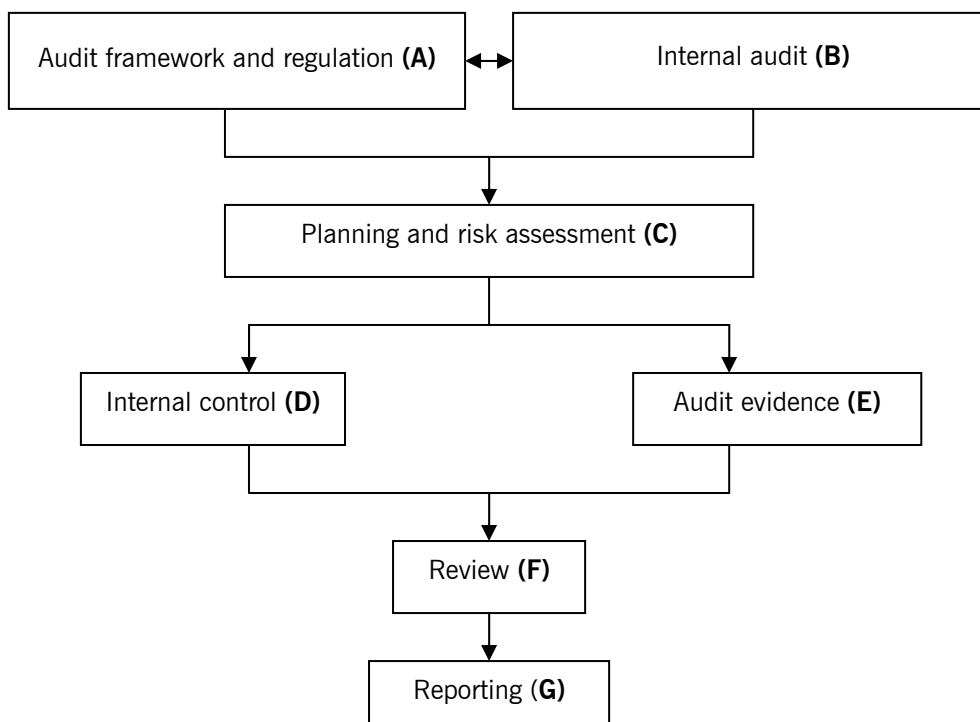 Audit framework and regulation (A)
Internal audit (B)
Planning and risk assessment (C)
Internal control (D)
Audit evidence (E)
Review (F)
Reporting (G)